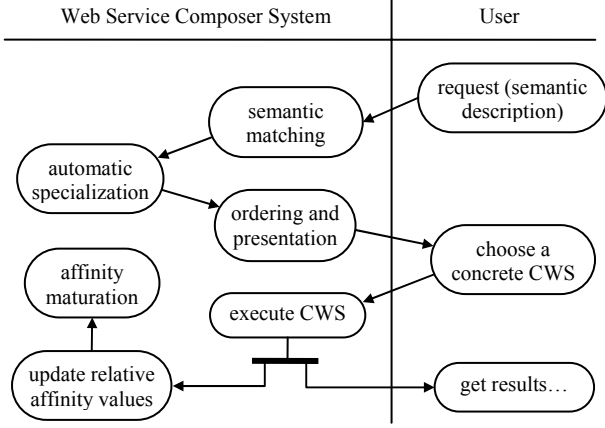 Web Service Composer System
User
request (semantic
description)
semantic
matching
automatic
specialization
ordering and
presentation
choose a
concrete CWS
affinity
maturation
execute CWS
update relative
affinity values
get results…